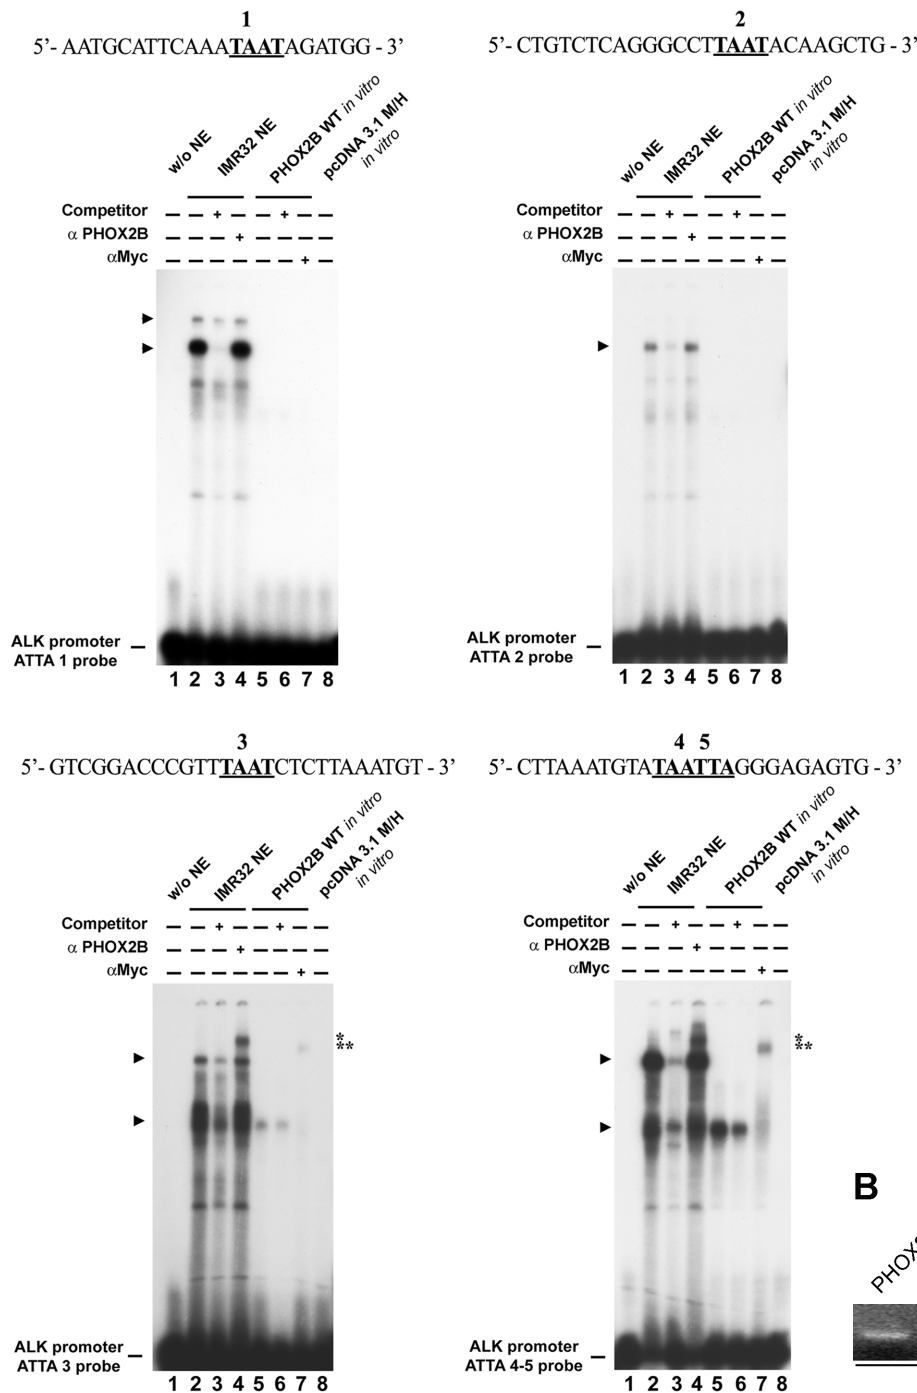 1
5’- AATGCATTCAAATAATAGATGG - 3’
w/o NE
IMR32 NE
PHOX2B WT in vitro
pcDNA 3.1 M/H
in vitro
Competitor – – + – – + – –
α PHOX2B – – – + – – – –
αMyc – – – – – – + –
ALK promoter
ATTA 1 probe
1 2 3 4 5 6 7 8
2
5’- CTGTCTCAGGGCCTTAATACAAGCTG - 3’
w/o NE
IMR32 NE
PHOX2B WT in vitro
pcDNA 3.1 M/H
in vitro
Competitor – – + – – + – –
α PHOX2B – – – + – – – –
αMyc – – – – – – + –
ALK promoter
ATTA 2 probe
1 2 3 4 5 6 7 8
3
5’- GTCGGACCCGTTTAATCTCTTAAATGT - 3’
w/o NE
IMR32 NE
PHOX2B WT in vitro
pcDNA 3.1 M/H
in vitro
Competitor – – + – – + – –
α PHOX2B – – – + – – – –
αMyc – – – – – – + –
*
**
ALK promoter
ATTA 3 probe
1 2 3 4 5 6 7 8
4 5
5’- CTTAAATGTATAATTAGGGAGAGTG - 3’
w/o NE
IMR32 NE
PHOX2B WT in vitro
pcDNA 3.1 M/H
in vitro
Competitor – – + – – + – –
α PHOX2B – – – + – – – –
αMyc – – – – – – + –
*
**
ALK promoter
ATTA 4-5 probe
1 2 3 4 5 6 7 8
B